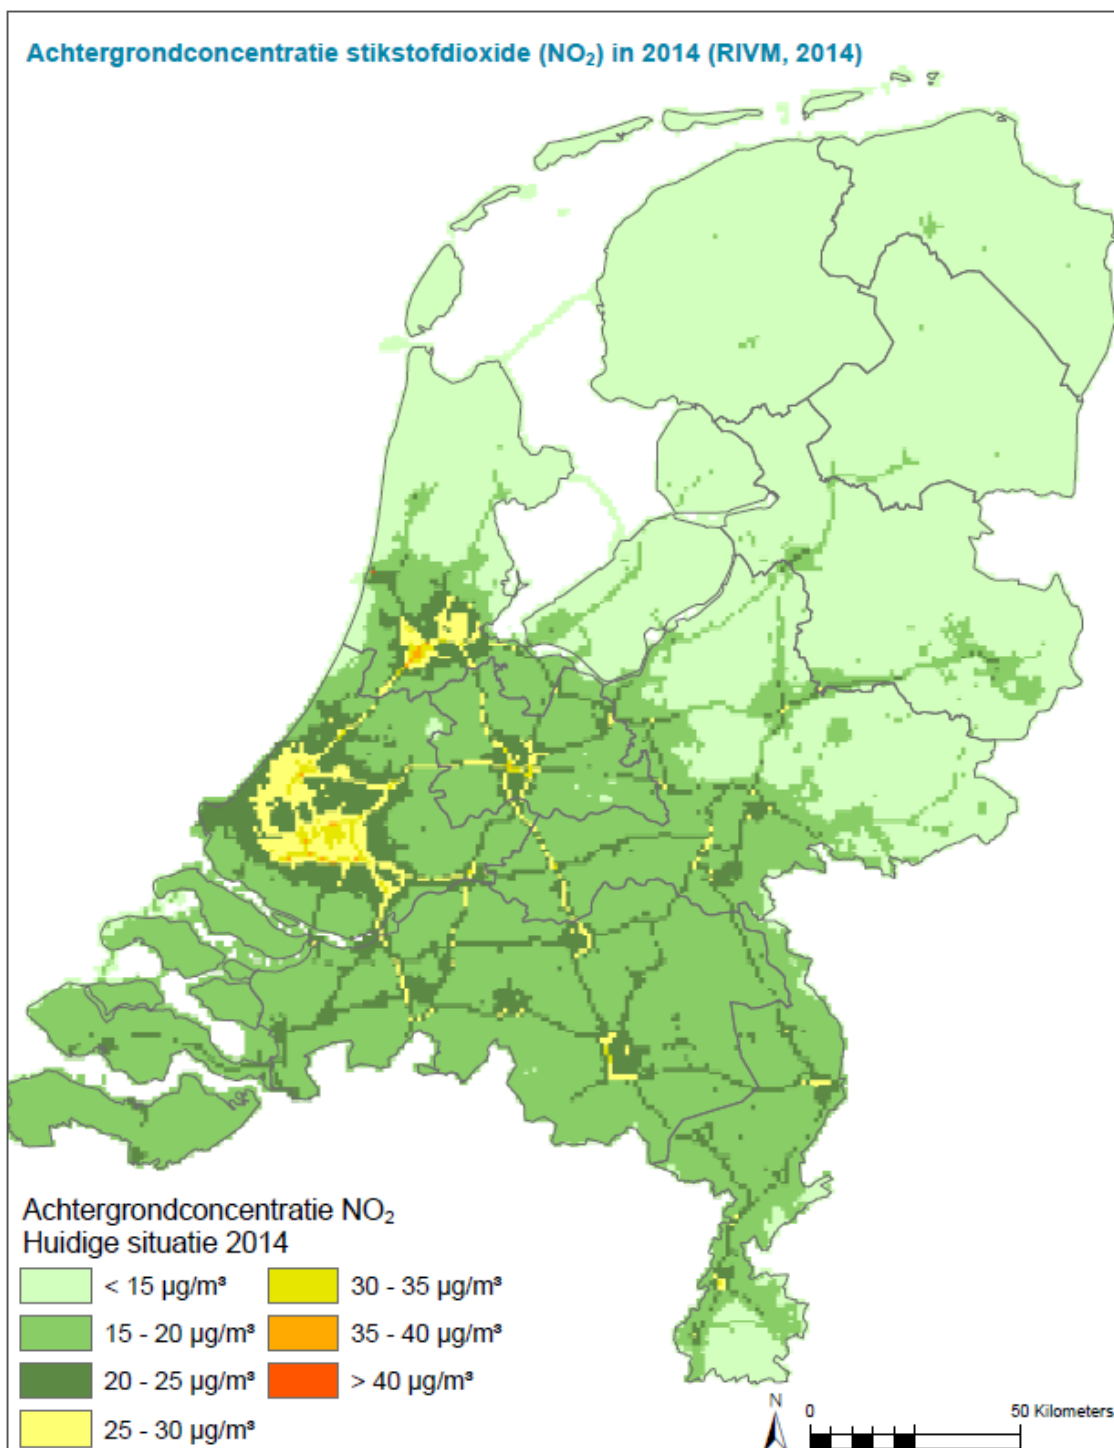 Achtergrondconcentratie stikstofdioxide (NO₂) in 2014 (RIVM, 2014)
Achtergrondconcentratie NO₂
Huidige situatie 2014
< 15 µg/m³
15 - 20 µg/m³
20 - 25 µg/m³
25 - 30 µg/m³
30 - 35 µg/m³
35 - 40 µg/m³
> 40 µg/m³
N
0 50 Kilometers